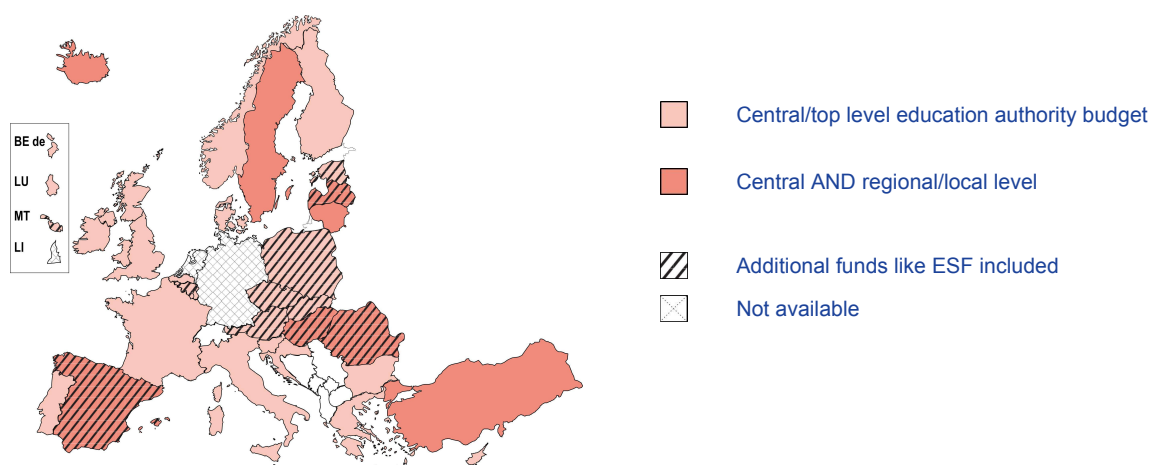 BE de
LU
MT
LI
Central/top level education authority budget
Central AND regional/local level
Additional funds like ESF included
Not available